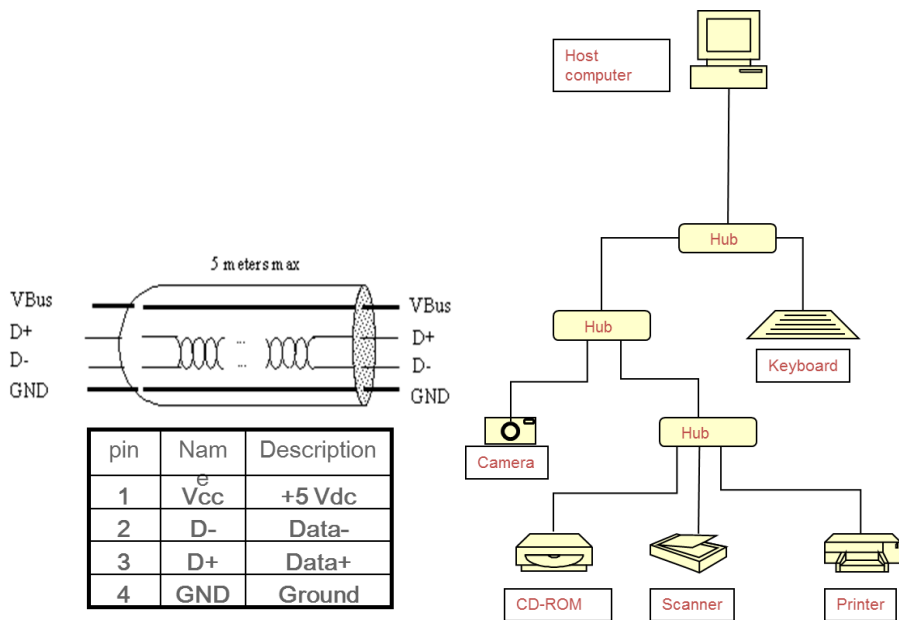 5 meters max
VBus
D+
D-
GND
VBus
D+
D-
GND
...
...
...
...
pin Nam Description
e
1 Vcc +5 Vdc
2 D- Data-
3 D+ Data+
4 GND Ground
Host
computer
Hub
Hub
Keyboard
Hub
Camera
CD-ROM
Scanner
Printer